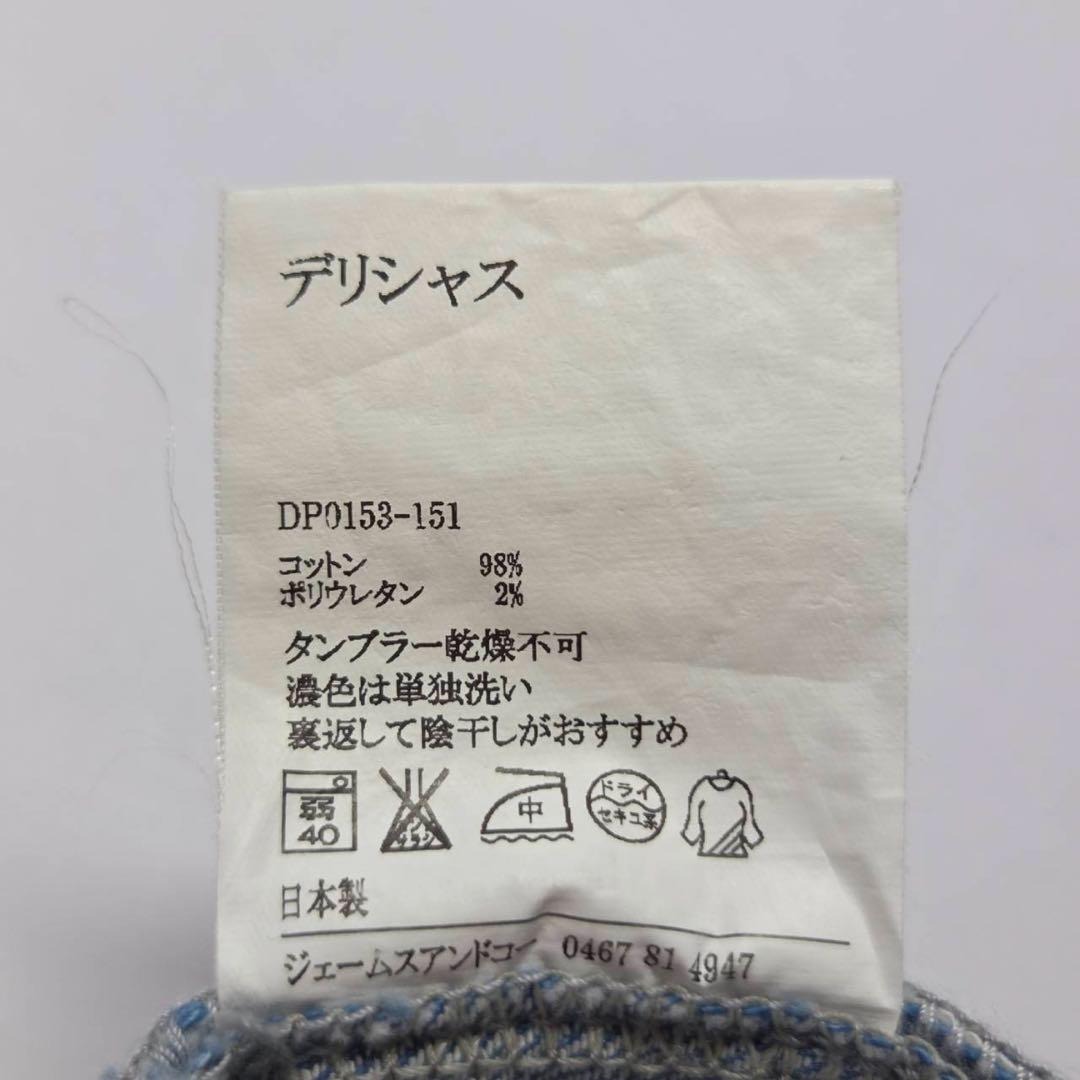 デリシャス
DP0153-151
コットン 98%
ポリウレタン 2%
タンブラー乾燥不可
濃色は単独洗い
裏返して陰干しがおすすめ
弱 40 中 ドライ セキユ系
日本製
ジェームスアンドコー 0467 81 4947